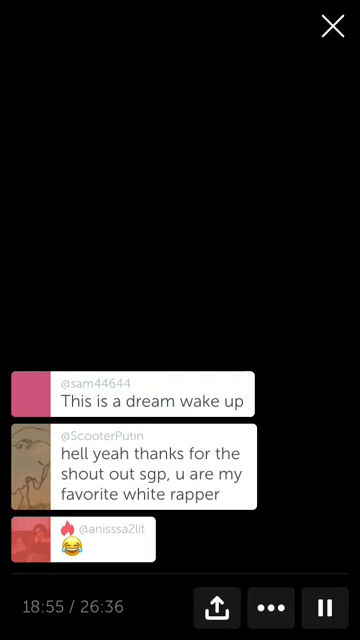 @sam44644
This is a dream wake up
@ScooterPutin
hell yeah thanks for the
shout out sgp, u are my
favorite white rapper
🔥 @anisssa2lit
😂
18:55 / 26:36